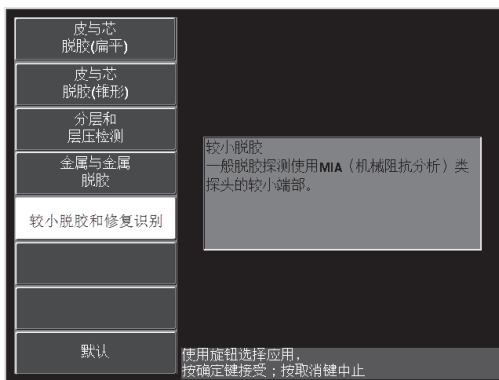 皮与芯
脱胶(扁平)
皮与芯
脱胶(锥形)
分层和
层压检测
金属与金属
脱胶
较小脱胶和修复识别
默认
较小脱胶
一般脱胶探测使用MIA（机械阻抗分析）类
探头的较小端部。
使用旋钮选择应用,
按确定键接受；按取消键中止